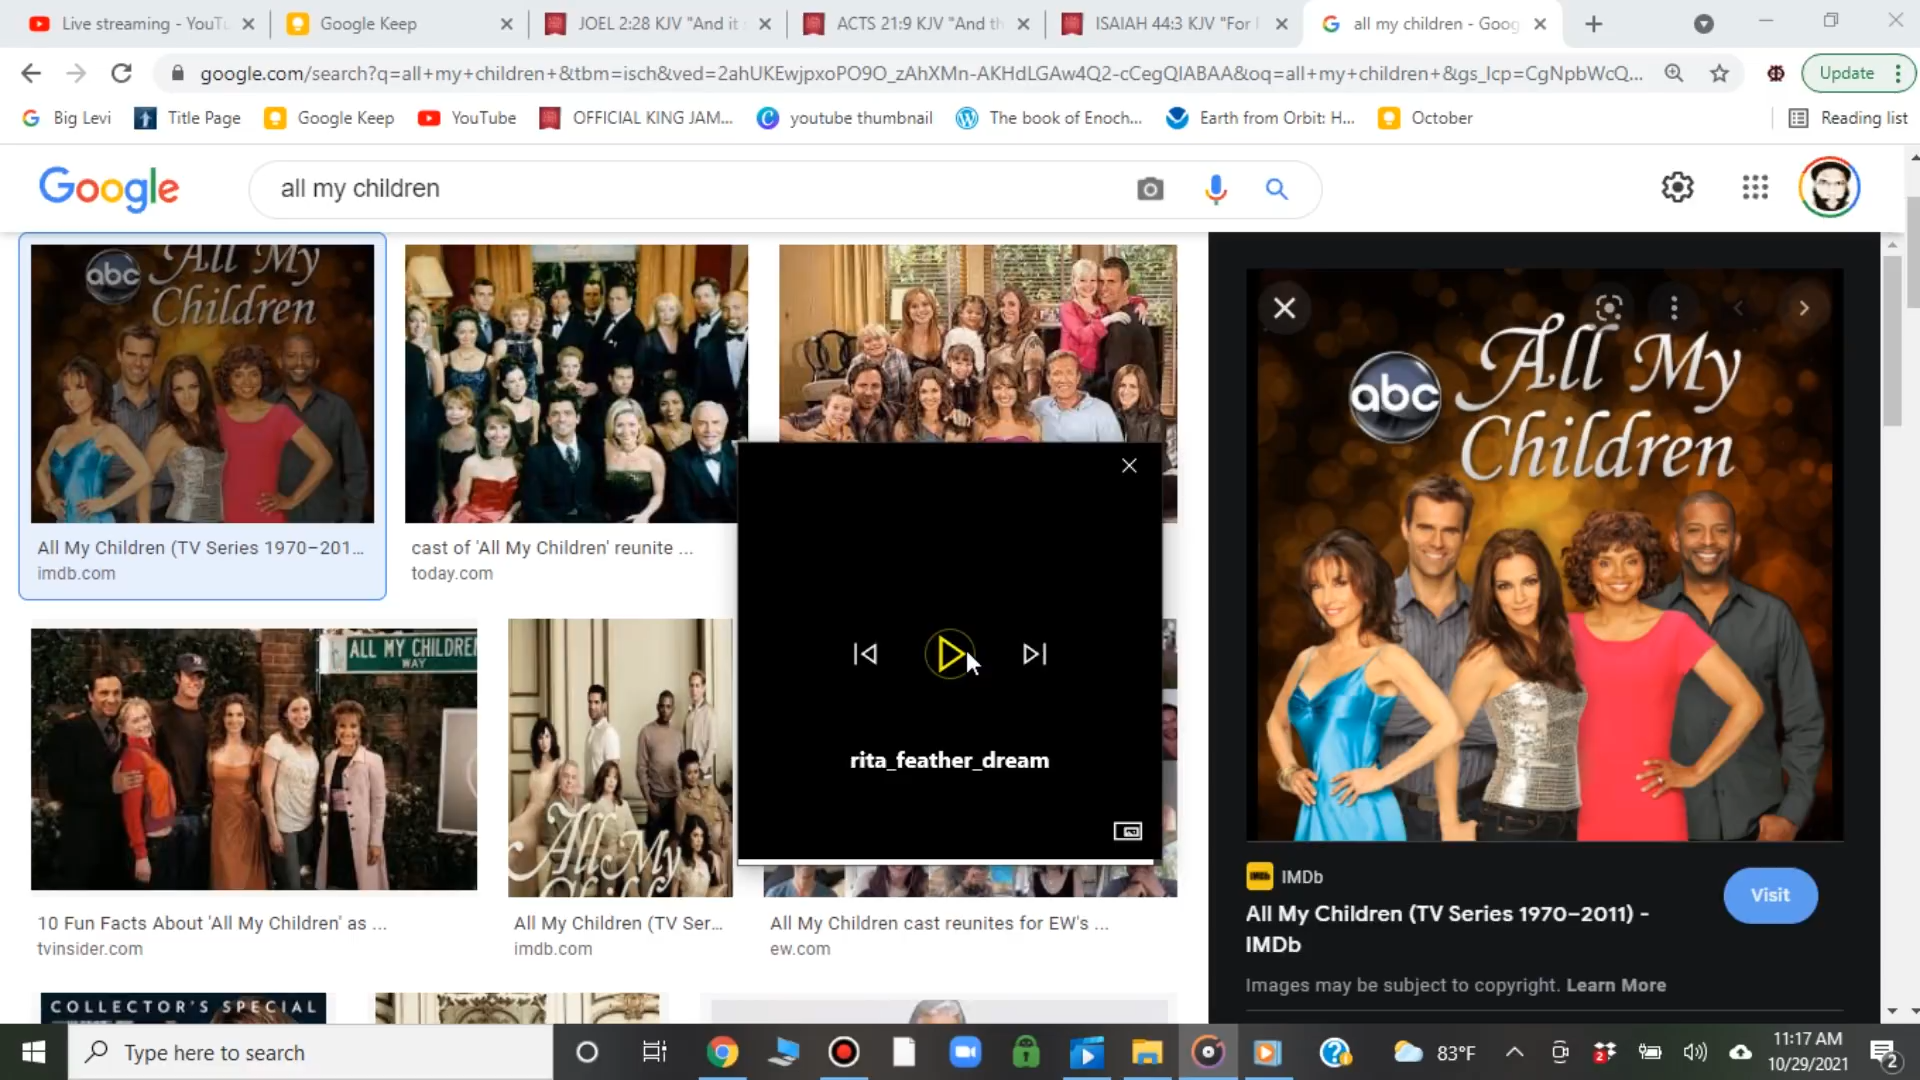 Live streaming - YouTu
Google Keep
JOEL 2:28 KJV "And it
ACTS 21:9 KJV "And th
ISAIAH 44:3 KJV "For I
all my children - Goog
google.com/search?q=all+my+children+&tbm=isch&ved=2ahUKEwjpxoPO9O_zAhXMn-AKHdLGAw4Q2-cCegQIABAA&oq=all+my+children+&gs_lcp=CgNpbWcQ...
Update
Big Levi
Title Page
Google Keep
YouTube
OFFICIAL KING JAM...
youtube thumbnail
The book of Enoch...
Earth from Orbit: H...
October
Reading list
Google
all my children
abc
All My
Children
abc
All My
Children
All My Children (TV Series 1970–201...
imdb.com
cast of 'All My Children' reunite ...
today.com
rita_feather_dream
ALL MY CHILDREN
WAY
All My
10 Fun Facts About 'All My Children' as ...
tvinsider.com
All My Children (TV Ser...
imdb.com
All My Children cast reunites for EW's ...
ew.com
IMDb
All My Children (TV Series 1970–2011) -
IMDb
Visit
Images may be subject to copyright. Learn More
COLLECTOR'S SPECIAL
Type here to search
83°F
2
11:17 AM
10/29/2021
2